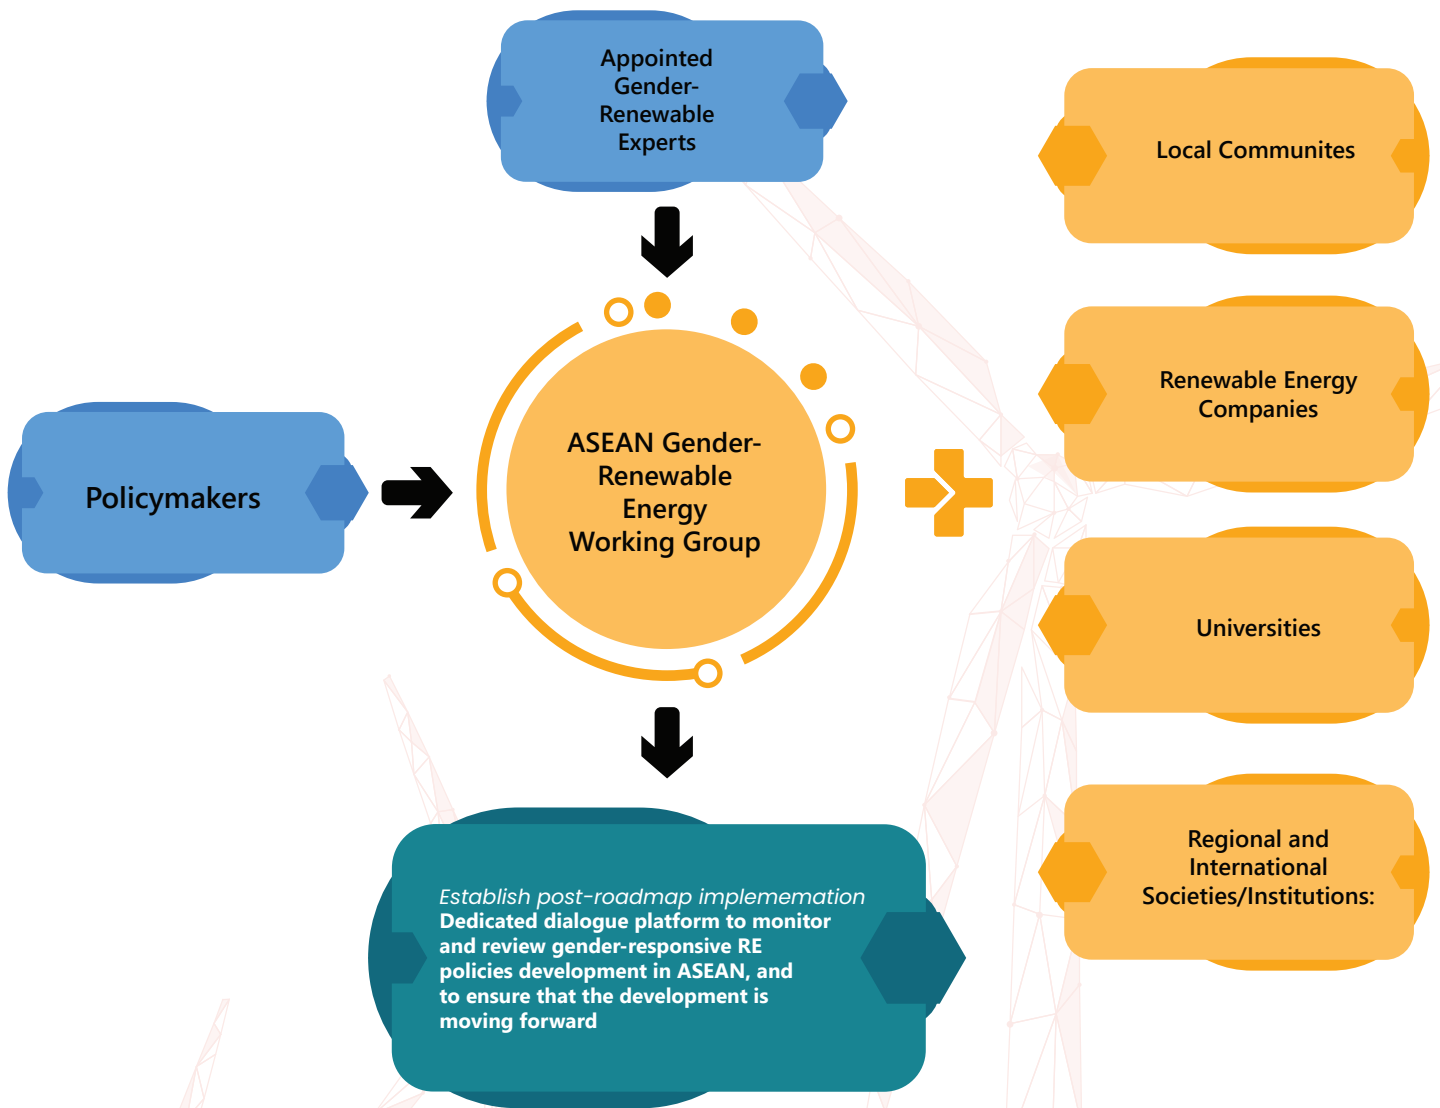 Appointed
Gender-
Renewable
Experts
Local Communites
Renewable Energy
Companies
Policymakers
ASEAN Gender-
Renewable
Energy
Working Group
Universities
Regional and
International
Societies/Institutions:
Establish post-roadmap implememation
Dedicated dialogue platform to monitor
and review gender-responsive RE
policies development in ASEAN, and
to ensure that the development is
moving forward